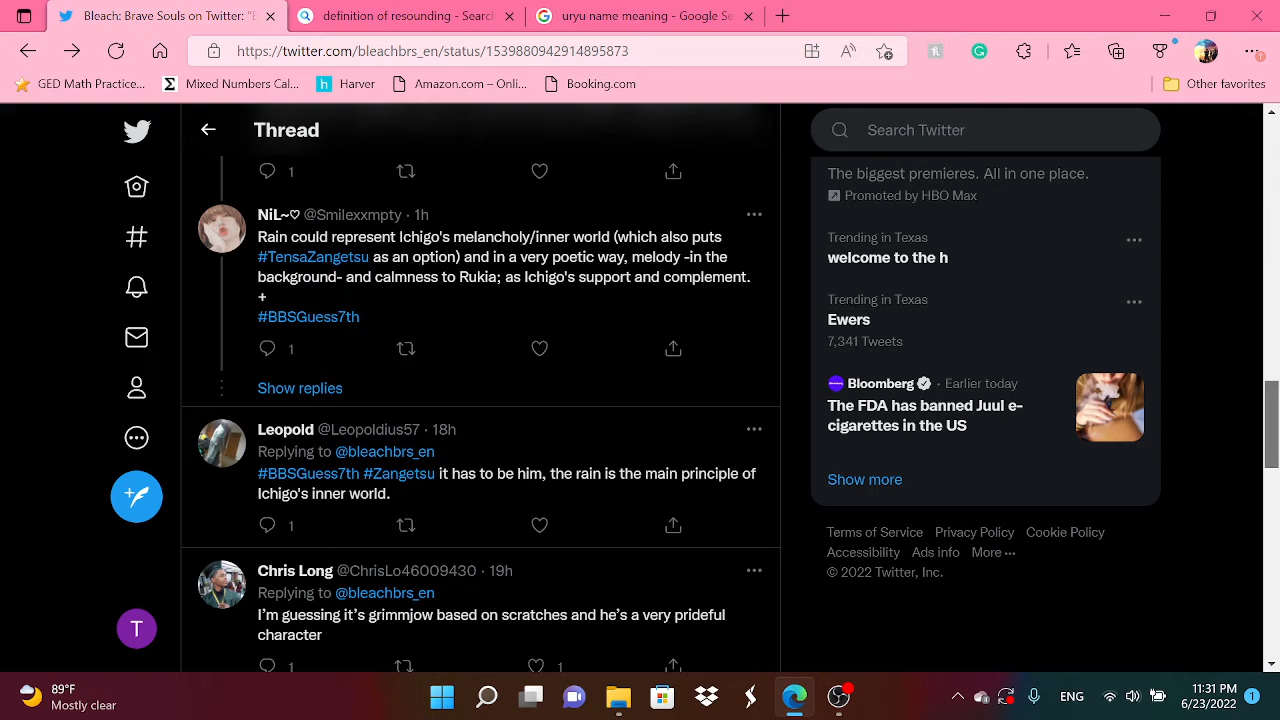 Brave Souls on Twitter: "
definition of resounding - Search
uryu name meaning - Google Se
https://twitter.com/bleachbrs_en/status/1539880942914895873
GED Math Practice...
Mixed Numbers Cal...
Harver
Amazon.com – Onli...
Booking.com
Other favorites
Thread
Search Twitter
1
The biggest premieres. All in one place.
Promoted by HBO Max
NiL~♡ @Smilexxmpty · 1h
Rain could represent Ichigo's melancholy/inner world (which also puts
#TensaZangetsu as an option) and in a very poetic way, melody -in the
background- and calmness to Rukia; as Ichigo's support and complement.
+
#BBSGuess7th
1
Show replies
Trending in Texas
welcome to the h
Trending in Texas
Ewers
7,341 Tweets
Bloomberg · Earlier today
The FDA has banned Juul e-
cigarettes in the US
Show more
Leopold @Leopoldius57 · 18h
Replying to @bleachbrs_en
#BBSGuess7th #Zangetsu it has to be him, the rain is the main principle of
Ichigo's inner world.
1
Terms of Service Privacy Policy Cookie Policy
Accessibility Ads info More ···
© 2022 Twitter, Inc.
Chris Long @ChrisLo46009430 · 19h
Replying to @bleachbrs_en
I'm guessing it's grimmjow based on scratches and he's a very prideful
character
1 1
T
89°F
Mostly clear
ENG
11:31 PM
6/23/2022
1